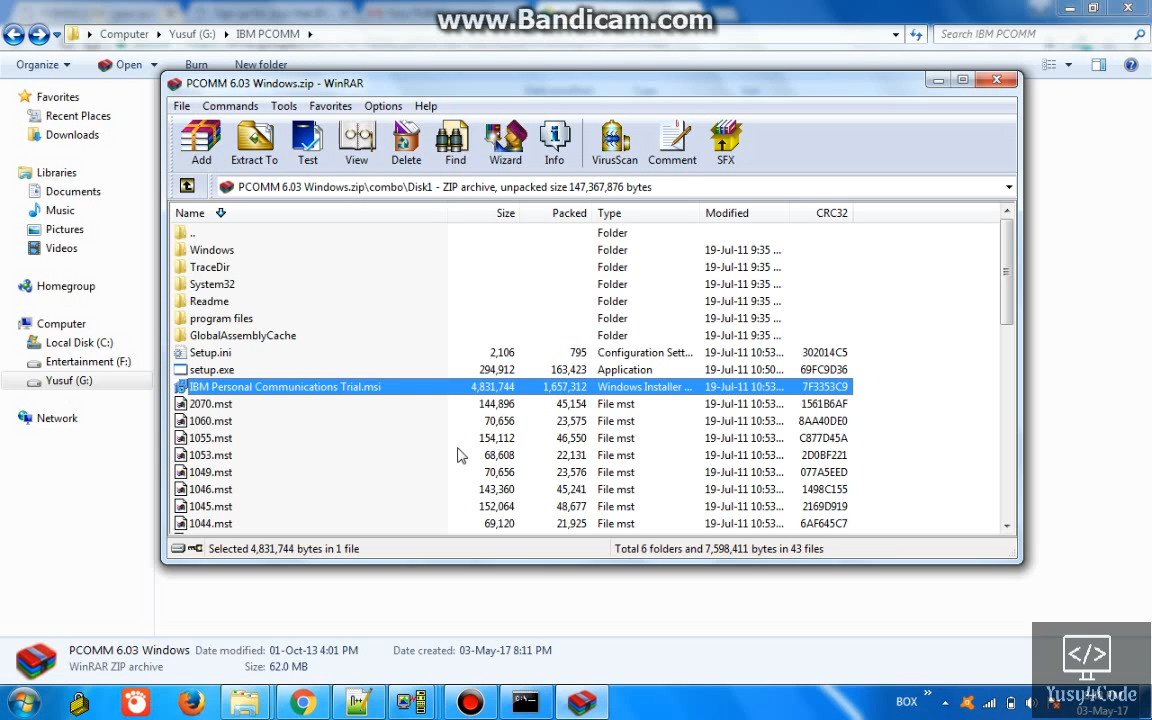 www.Bandicam.com
Computer Yusuf (G:) IBM PCOMM
Search IBM PCOMM
Organize Open Burn New folder
PCOMM 6.03 Windows.zip - WinRAR
File Commands Tools Favorites Options Help
Add Extract To Test View Delete Find Wizard Info VirusScan Comment SFX
PCOMM 6.03 Windows.zip\combo\Disk1 - ZIP archive, unpacked size 147,367,876 bytes
Name Size Packed Type Modified CRC32
.. Folder
Windows Folder 19-Jul-11 9:35 ...
TraceDir Folder 19-Jul-11 9:35 ...
System32 Folder 19-Jul-11 9:35 ...
Readme Folder 19-Jul-11 9:35 ...
program files Folder 19-Jul-11 9:35 ...
GlobalAssemblyCache Folder 19-Jul-11 9:35 ...
Setup.ini 2,106 795 Configuration Sett... 19-Jul-11 10:53... 302014C5
setup.exe 294,912 163,423 Application 19-Jul-11 10:50... 69FC9D36
IBM Personal Communications Trial.msi 4,831,744 1,657,312 Windows Installer ... 19-Jul-11 10:53... 7F3353C9
2070.mst 144,896 45,154 File mst 19-Jul-11 10:53... 1561B6AF
1060.mst 70,656 23,575 File mst 19-Jul-11 10:53... 8AA40DE0
1055.mst 154,112 46,550 File mst 19-Jul-11 10:53... C877D45A
1053.mst 68,608 22,131 File mst 19-Jul-11 10:53... 2D0BF221
1049.mst 70,656 23,576 File mst 19-Jul-11 10:53... 077A5EED
1046.mst 143,360 45,241 File mst 19-Jul-11 10:53... 1498C155
1045.mst 152,064 48,677 File mst 19-Jul-11 10:53... 2169D919
1044.mst 69,120 21,925 File mst 19-Jul-11 10:53... 6AF645C7
Selected 4,831,744 bytes in 1 file
Total 6 folders and 7,598,411 bytes in 43 files
Favorites
Recent Places
Downloads
Libraries
Documents
Music
Pictures
Videos
Homegroup
Computer
Local Disk (C:)
Entertainment (F:)
Yusuf (G:)
Network
PCOMM 6.03 Windows Date modified: 01-Oct-13 4:01 PM Date created: 03-May-17 8:11 PM
WinRAR ZIP archive Size: 62.0 MB
</>
Yusy4Code
BOX
03-May-17